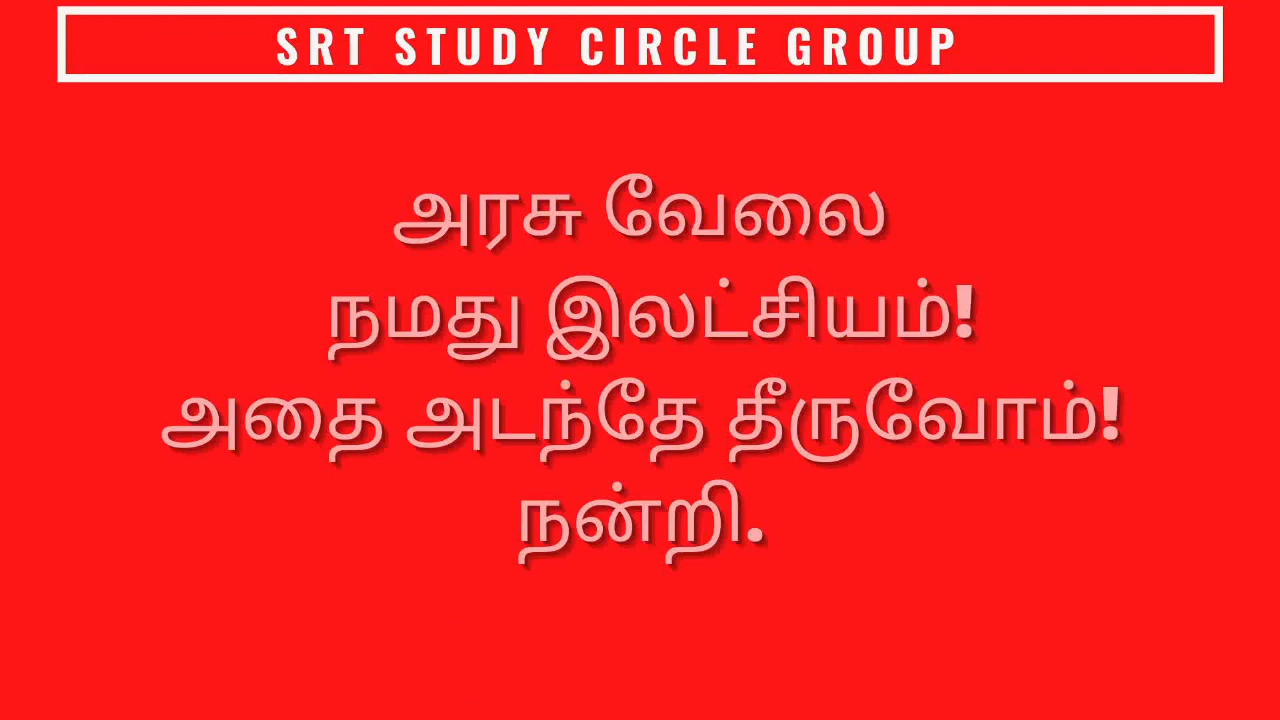 SRT STUDY CIRCLE GROUP
அரசு வேலை
நமது இலட்சியம்!
அதை அடந்தே தீருவோம்!
நன்றி.